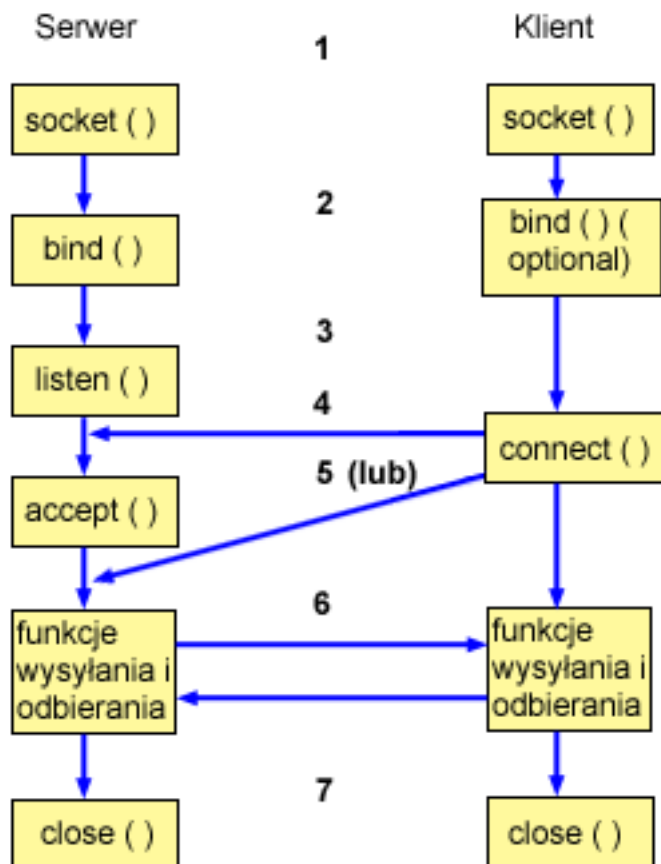 Serwer
1
Klient
socket ( )
socket ( )
2
bind ( )
bind ( ) (
optional)
3
listen ( )
4
connect ( )
5 (lub)
accept ( )
6
funkcje
wysyłania i
odbierania
funkcje
wysyłania i
odbierania
7
close ( )
close ( )